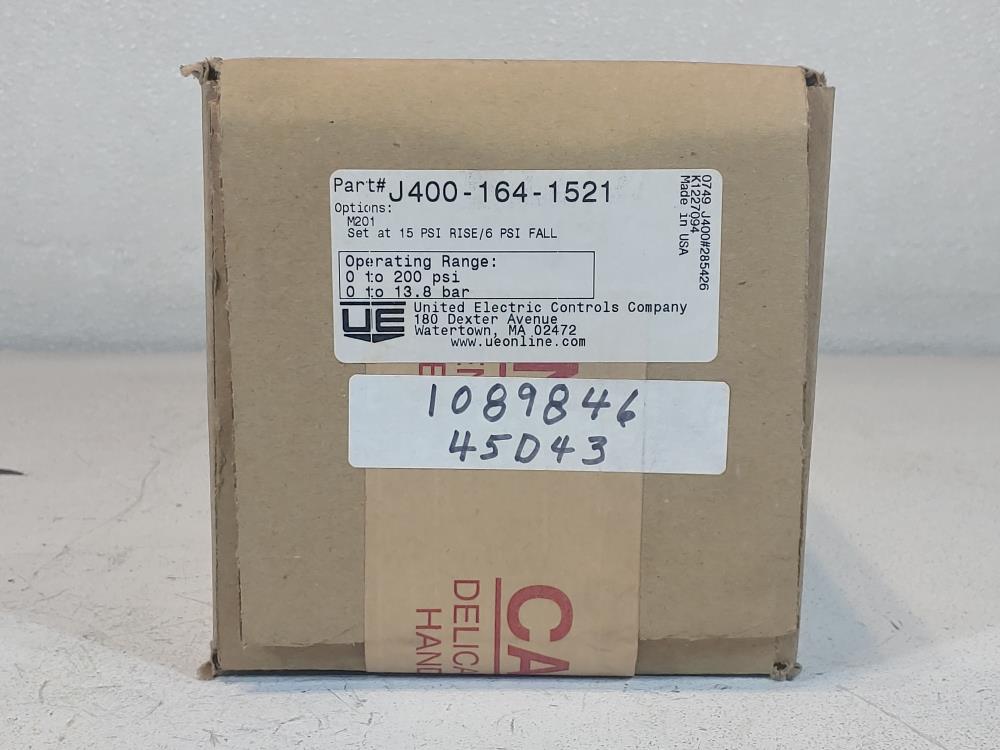 Part# J400-164-1521
Options:
M201
Set at 15 PSI RISE/6 PSI FALL
Operating Range:
0 to 200 psi
0 to 13.8 bar
UE
United Electric Controls Company
180 Dexter Avenue
Watertown, MA 02472
www.ueonline.com
0749 J400#285426
K1227094
Made in USA
1089846
45D43
CA
DELICA
HAND